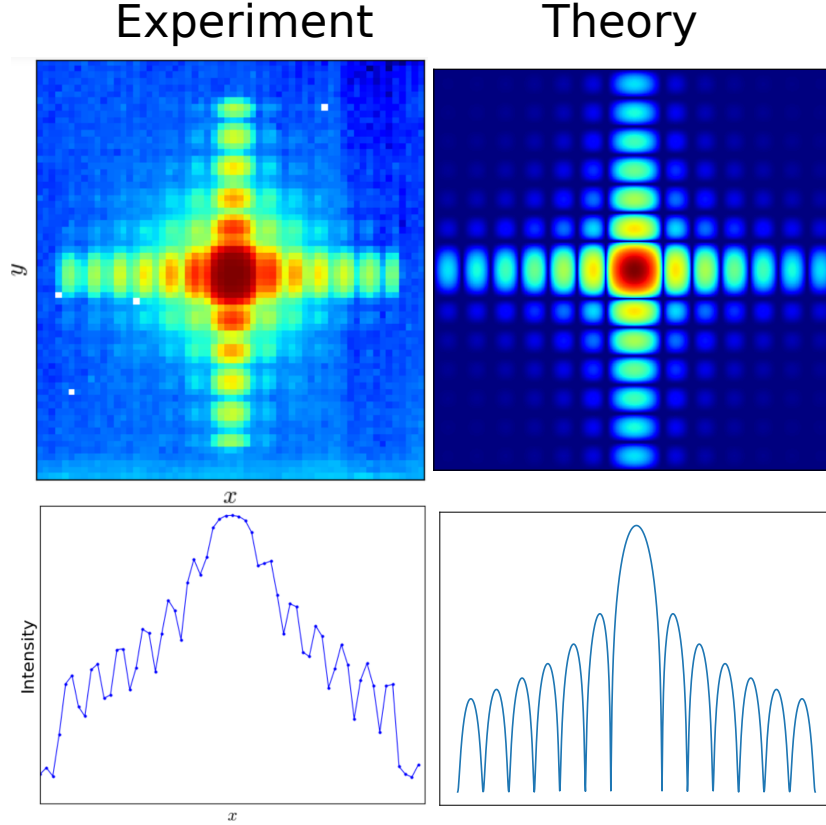 Experiment
Theory
y
x
Intensity
x